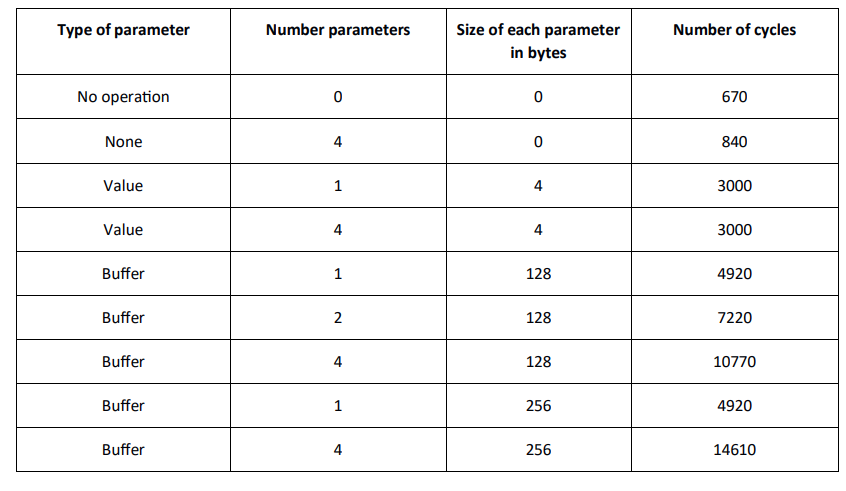 Type of parameter Number parameters Size of each parameter Number of cycles
in bytes
No operation 0 0 670
None 4 0 840
Value 1 4 3000
Value 4 4 3000
Buffer 1 128 4920
Buffer 2 128 7220
Buffer 4 128 10770
Buffer 1 256 4920
Buffer 4 256 14610